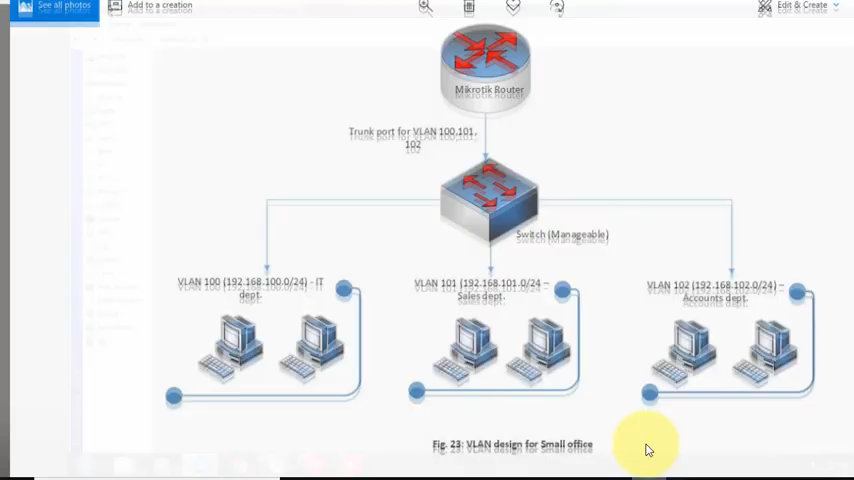 See all photos
Add to a creation
Edit & Create
Mikrotik Router
Trunk port for VLAN 100,101,
102
Switch (Manageable)
VLAN 100 (192.168.100.0/24) - IT
dept.
VLAN 101 (192.168.101.0/24 –
Sales dept.
VLAN 102 (192.168.102.0/24) –
Accounts dept.
Fig. 23: VLAN design for Small office